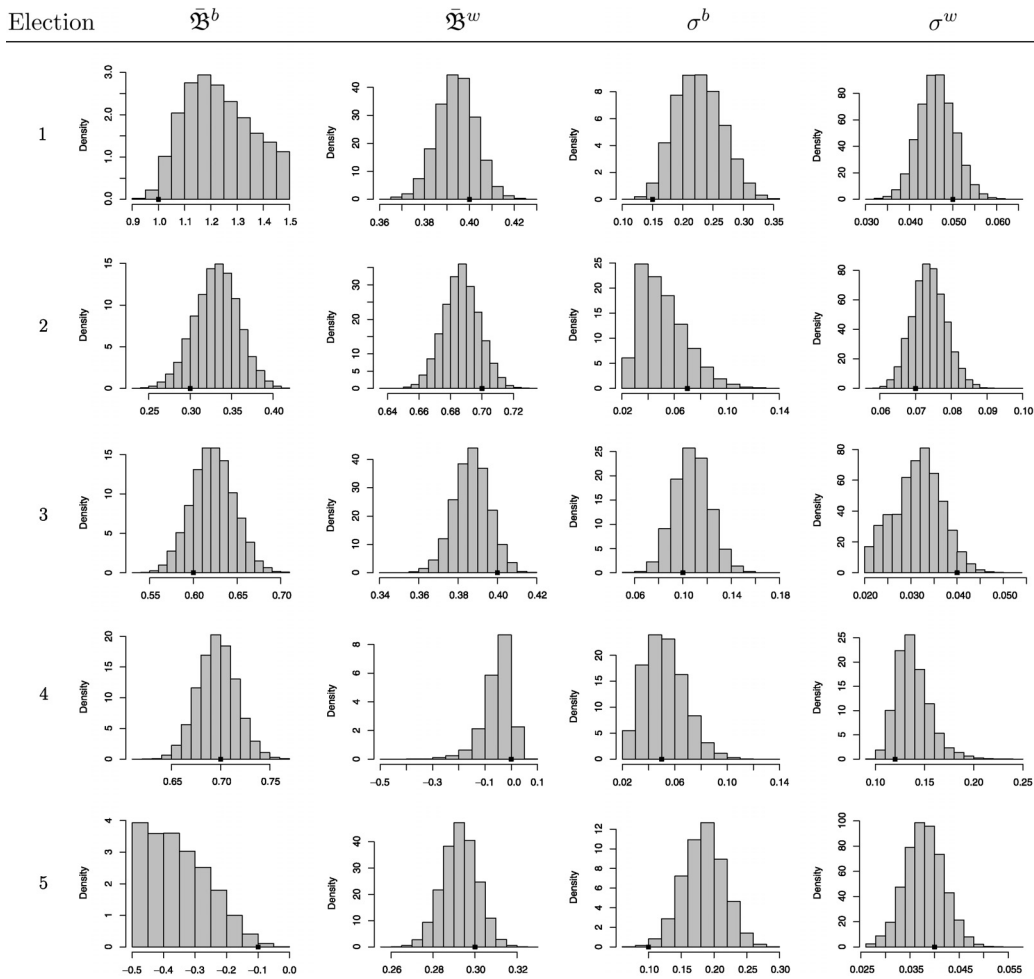 Election 𝔅̄ᵇ 𝔅̄ʷ σᵇ σʷ
1
Density
0.0 1.0 2.0 3.0
0.9 1.0 1.1 1.2 1.3 1.4 1.5
Density
0 10 20 30 40
0.36 0.38 0.40 0.42
Density
0 2 4 6 8
0.10 0.15 0.20 0.25 0.30 0.35
Density
0 20 40 60 80
0.030 0.040 0.050 0.060
2
Density
0 5 10 15
0.25 0.30 0.35 0.40
Density
0 10 20 30
0.64 0.66 0.68 0.70 0.72
Density
0 5 10 15 20 25
0.02 0.06 0.10 0.14
Density
0 20 40 60 80
0.06 0.07 0.08 0.09 0.10
3
Density
0 5 10 15
0.55 0.60 0.65 0.70
Density
0 10 20 30 40
0.34 0.36 0.38 0.40 0.42
Density
0 5 10 15 20 25
0.06 0.10 0.14 0.18
Density
0 20 40 60 80
0.020 0.030 0.040 0.050
4
Density
0 5 10 15 20
0.65 0.70 0.75
Density
0 2 4 6 8
−0.5 −0.3 −0.1 0.0 0.1
Density
0 5 10 15 20
0.02 0.06 0.10 0.14
Density
0 5 10 15 20 25
0.10 0.15 0.20 0.25
5
Density
0 1 2 3 4
−0.5 −0.4 −0.3 −0.2 −0.1 0.0
Density
0 10 20 30 40
0.26 0.28 0.30 0.32
Density
0 2 4 6 8 10 12
0.10 0.15 0.20 0.25 0.30
Density
0 20 40 60 80 100
0.025 0.035 0.045 0.055